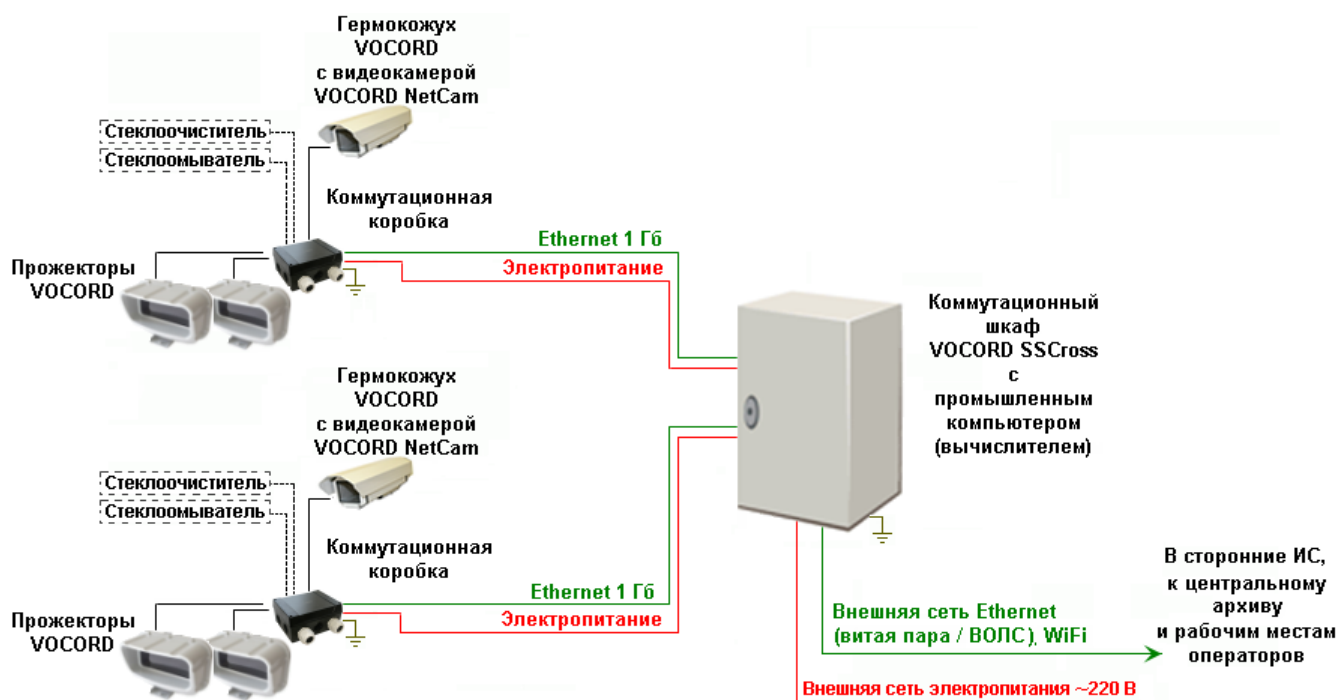 Гермокожух
VOCORD
с видеокамерой
VOCORD NetCam
Стеклоочиститель
Стеклоомыватель
Коммутационная
коробка
Ethernet 1 Гб
Электропитание
Прожекторы
VOCORD
Коммутационный
шкаф
VOCORD SSCross
с
промышленным
компьютером
(вычислителем)
Гермокожух
VOCORD
с видеокамерой
VOCORD NetCam
Стеклоочиститель
Стеклоомыватель
Коммутационная
коробка
Ethernet 1 Гб
Электропитание
Прожекторы
VOCORD
В сторонние ИС,
к центральному
архиву
и рабочим местам
операторов
Внешняя сеть Ethernet
(витая пара / ВОЛС), WiFi
Внешняя сеть электропитания ~220 В